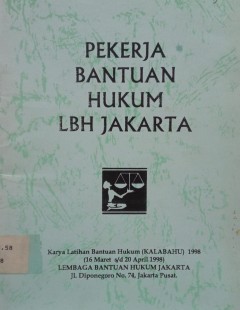 PEKERJA
BANTUAN
HUKUM
LBH JAKARTA
Karya Latihan Bantuan Hukum (KALABAHU) 1998
(16 Maret s/d 20 April 1998)
LEMBAGA BANTUAN HUKUM JAKARTA
Jl. Diponegoro No. 74, Jakarta Pusat.